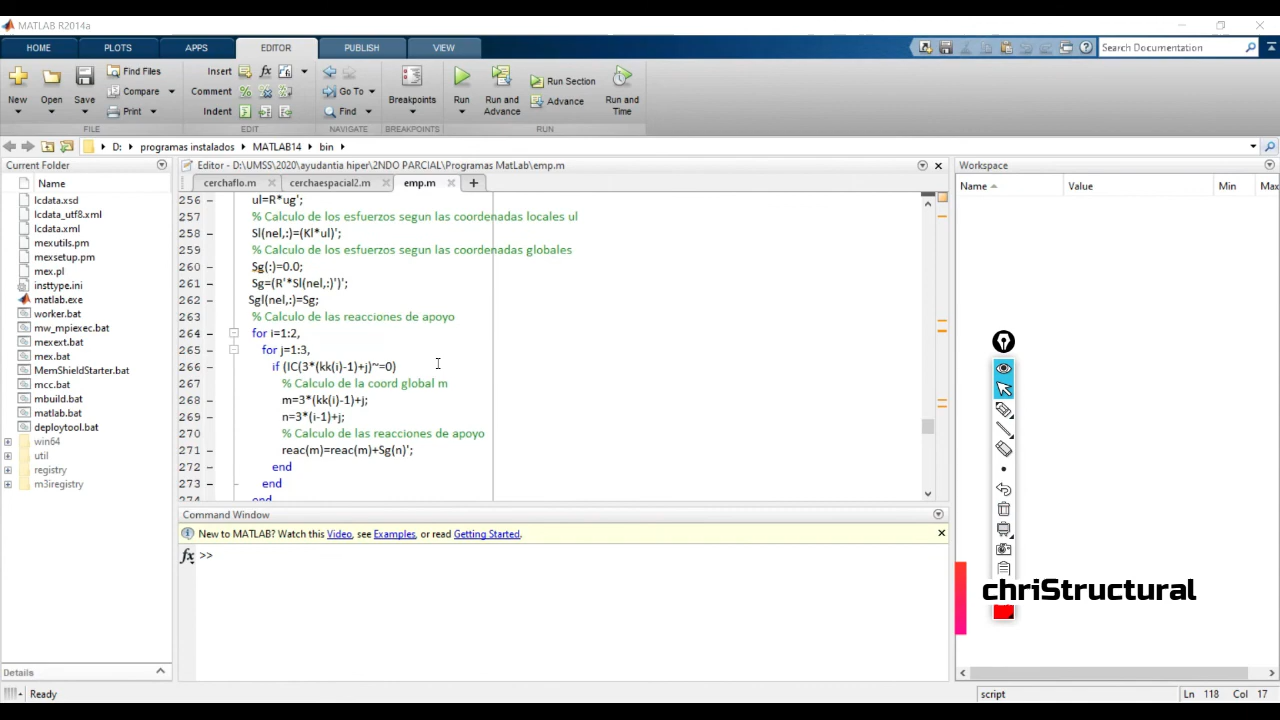 MATLAB R2014a
HOME PLOTS APPS EDITOR PUBLISH VIEW
Search Documentation
New
Open
Save
Find Files
Compare
Print
FILE
Insert
Comment
Indent
EDIT
Go To
Find
NAVIGATE
Breakpoints
BREAKPOINTS
Run
Run and
Advance
Run Section
Advance
Run and
Time
RUN
D: programas instalados MATLAB14 bin
Current Folder
Name
lcdata.xsd
lcdata_utf8.xml
lcdata.xml
mexutils.pm
mexsetup.pm
mex.pl
insttype.ini
matlab.exe
worker.bat
mw_mpiexec.bat
mexext.bat
mex.bat
MemShieldStarter.bat
mcc.bat
mbuild.bat
matlab.bat
deploytool.bat
win64
util
registry
m3iregistry
Details
Editor - D:\UMSS\2020\ayudantia hiper\2NDO PARCIAL\Programas MatLab\emp.m
cerchaflo.m cerchaespacial2.m emp.m
256 – ul=R*ug';
257 % Calculo de los esfuerzos segun las coordenadas locales ul
258 – Sl(nel,:)=(Kl*ul)';
259 % Calculo de los esfuerzos segun las coordenadas globales
260 – Sg(:)=0.0;
261 – Sg=(R'*Sl(nel,:)')';
262 – Sgl(nel,:)=Sg;
263 % Calculo de las reacciones de apoyo
264 – for i=1:2,
265 – for j=1:3,
266 – if (IC(3*(kk(i)-1)+j)~=0)
267 % Calculo de la coord global m
268 – m=3*(kk(i)-1)+j;
269 – n=3*(i-1)+j;
270 % Calculo de las reacciones de apoyo
271 – reac(m)=reac(m)+Sg(n)';
272 – end
273 – end
274 – end
Command Window
New to MATLAB? Watch this Video, see Examples, or read Getting Started.
fx >>
Workspace
Name Value Min Max
chriStructural
Ready
script Ln 118 Col 17